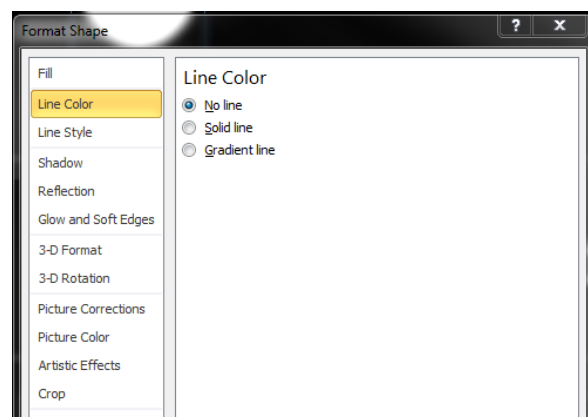 Format Shape
? X
Fill
Line Color
Line Style
Shadow
Reflection
Glow and Soft Edges
3-D Format
3-D Rotation
Picture Corrections
Picture Color
Artistic Effects
Crop
Line Color
No line
Solid line
Gradient line